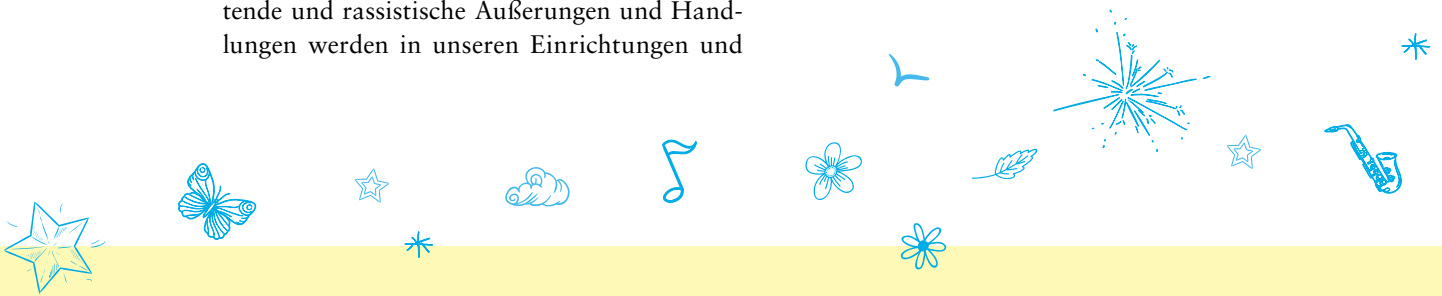 tende und rassistische Äußerungen und Hand-
lungen werden in unseren Einrichtungen und